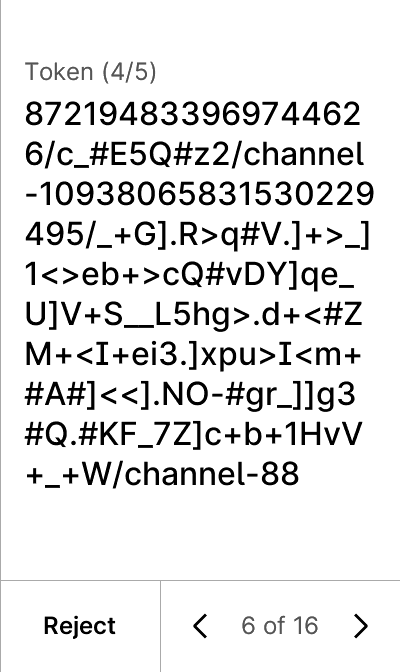 Token (4/5)
87219483396974462
6/c_#E5Q#z2/channel
-10938065831530229
495/_+G].R>q#V.]+>_]
1<>eb+>cQ#vDY]qe_
U]V+S__L5hg>.d+<#Z
M+<I+ei3.]xpu>I<m+
#A#]<<].NO-#gr_]]g3
#Q.#KF_7Z]c+b+1HvV
+_+W/channel-88
Reject
6 of 16